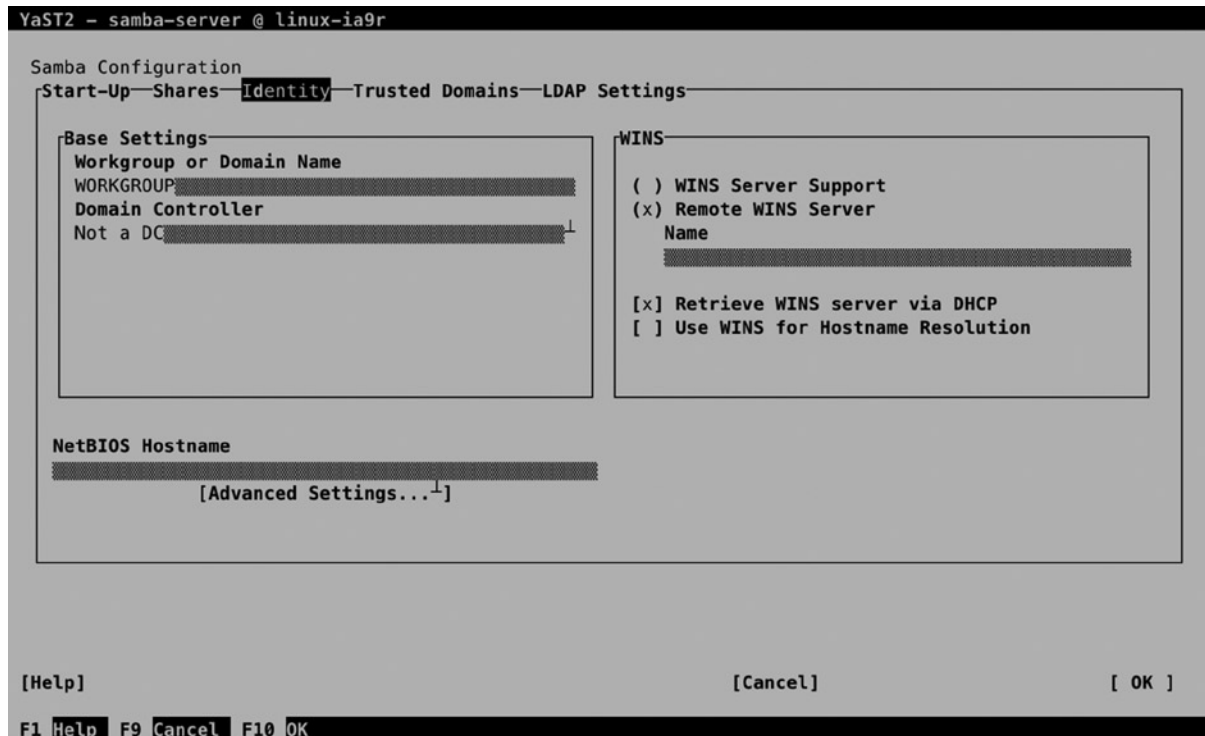 YaST2 - samba-server @ linux-ia9r
Samba Configuration
Start-Up Shares Identity Trusted Domains LDAP Settings
Base Settings
Workgroup or Domain Name
WORKGROUP
Domain Controller
Not a DC
WINS
( ) WINS Server Support
(x) Remote WINS Server
Name
[x] Retrieve WINS server via DHCP
[ ] Use WINS for Hostname Resolution
NetBIOS Hostname
[Advanced Settings...]
[Help] [Cancel] [ OK ]
F1 Help F9 Cancel F10 OK